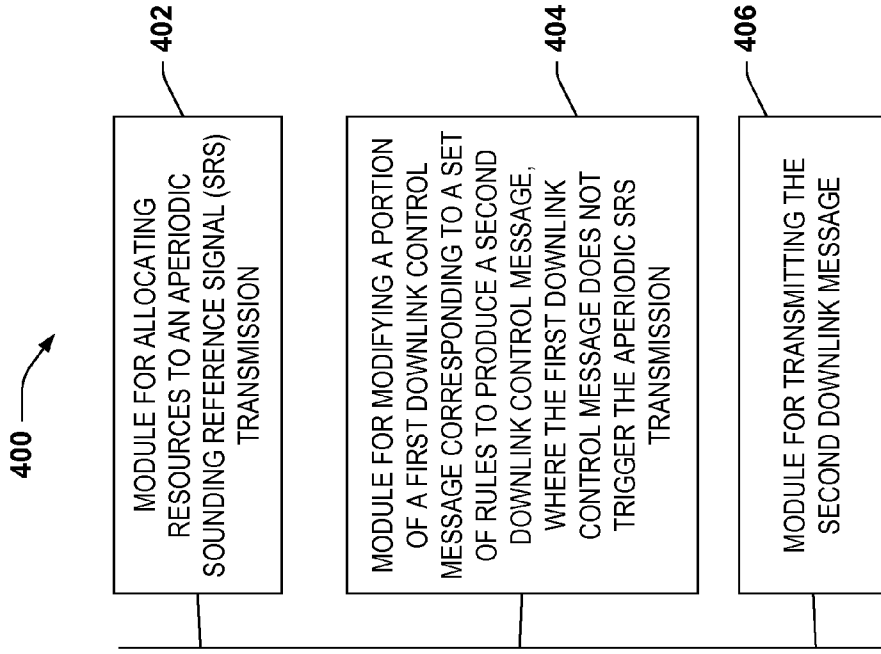 400
MODULE FOR ALLOCATING
RESOURCES TO AN APERIODIC
SOUNDING REFERENCE SIGNAL (SRS)
TRANSMISSION
402
MODULE FOR MODIFYING A PORTION
OF A FIRST DOWNLINK CONTROL
MESSAGE CORRESPONDING TO A SET
OF RULES TO PRODUCE A SECOND
DOWNLINK CONTROL MESSAGE,
WHERE THE FIRST DOWNLINK
CONTROL MESSAGE DOES NOT
TRIGGER THE APERIODIC SRS
TRANSMISSION
404
MODULE FOR TRANSMITTING THE
SECOND DOWNLINK MESSAGE
406